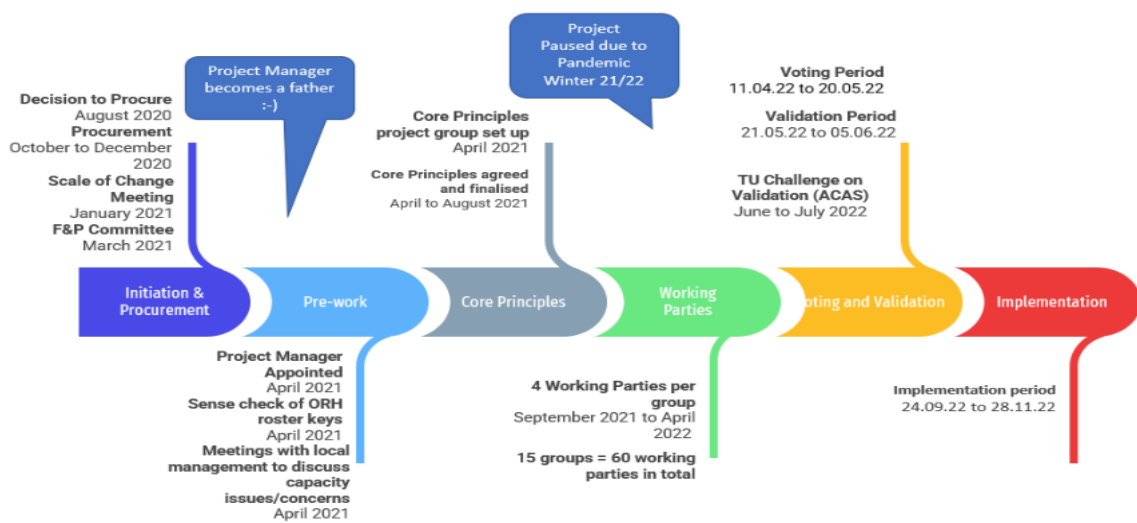 Project Manager
becomes a father
:-)
Project
Paused due to
Pandemic
Winter 21/22
Decision to Procure
August 2020
Procurement
October to December
2020
Scale of Change
Meeting
January 2021
F&P Committee
March 2021
Core Principles
project group set up
April 2021
Core Principles agreed
and finalised
April to August 2021
Voting Period
11.04.22 to 20.05.22
Validation Period
21.05.22 to 05.06.22
TU Challenge on
Validation (ACAS)
June to July 2022
Initiation &
Procurement
Pre-work
Core Principles
Working
Parties
oting and Validation
Implementation
Project Manager
Appointed
April 2021
Sense check of ORH
roster keys
April 2021
Meetings with local
management to discuss
capacity
issues/concerns
April 2021
4 Working Parties per
group
September 2021 to April
2022
15 groups = 60 working
parties in total
Implementation period
24.09.22 to 28.11.22